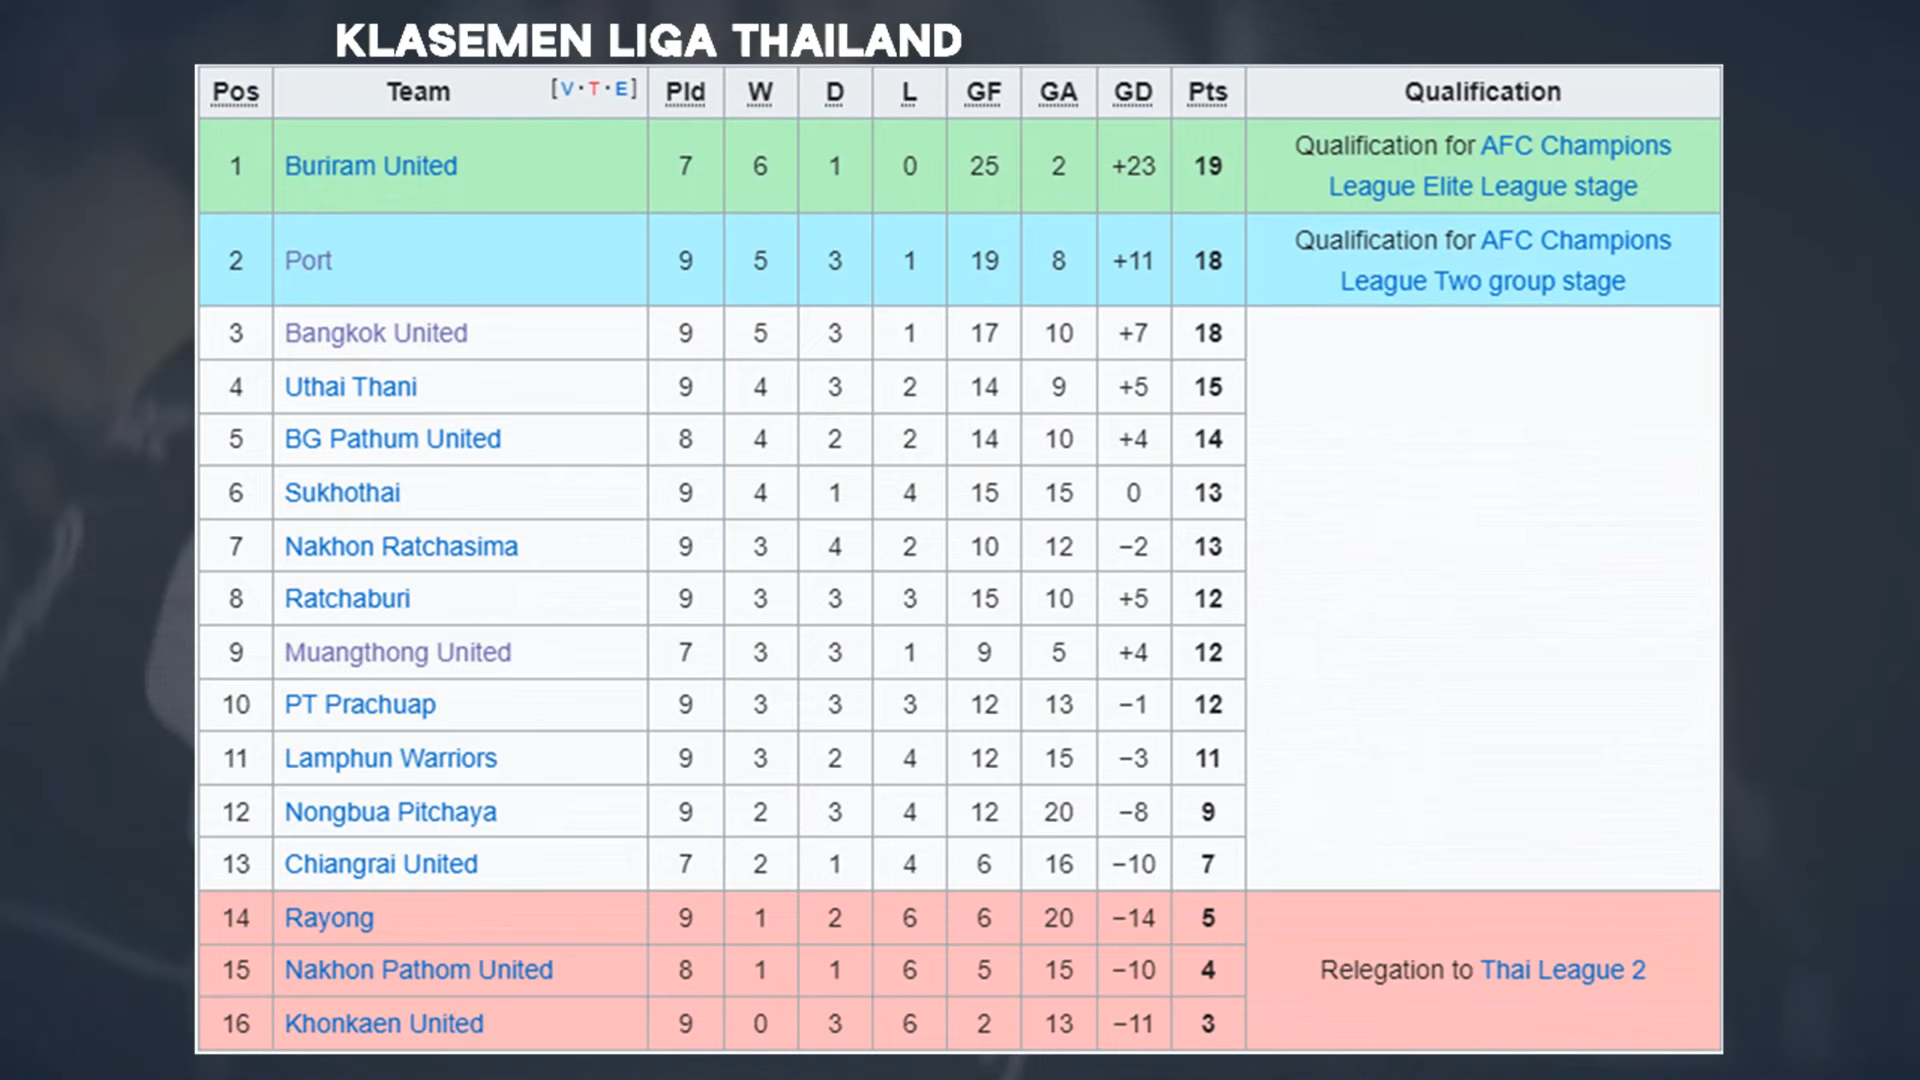 KLASEMEN LIGA THAILAND
Pos Team [V·T·E] Pld W D L GF GA GD Pts Qualification
1 Buriram United 7 6 1 0 25 2 +23 19 Qualification for AFC Champions
League Elite League stage
2 Port 9 5 3 1 19 8 +11 18 Qualification for AFC Champions
League Two group stage
3 Bangkok United 9 5 3 1 17 10 +7 18
4 Uthai Thani 9 4 3 2 14 9 +5 15
5 BG Pathum United 8 4 2 2 14 10 +4 14
6 Sukhothai 9 4 1 4 15 15 0 13
7 Nakhon Ratchasima 9 3 4 2 10 12 −2 13
8 Ratchaburi 9 3 3 3 15 10 +5 12
9 Muangthong United 7 3 3 1 9 5 +4 12
10 PT Prachuap 9 3 3 3 12 13 −1 12
11 Lamphun Warriors 9 3 2 4 12 15 −3 11
12 Nongbua Pitchaya 9 2 3 4 12 20 −8 9
13 Chiangrai United 7 2 1 4 6 16 −10 7
14 Rayong 9 1 2 6 6 20 −14 5
15 Nakhon Pathom United 8 1 1 6 5 15 −10 4 Relegation to Thai League 2
16 Khonkaen United 9 0 3 6 2 13 −11 3